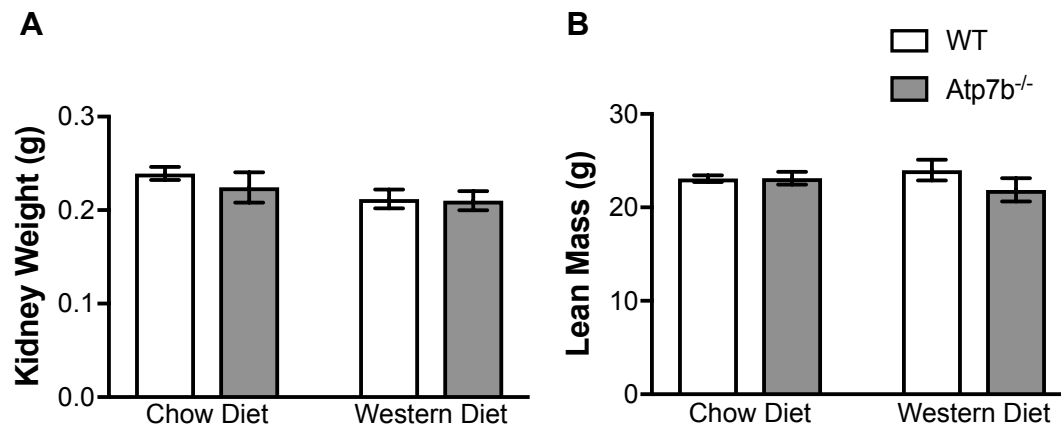 A
Kidney Weight (g)
0.3
0.2
0.1
0.0
Chow Diet Western Diet
B
WT
Atp7b-/-
Lean Mass (g)
30
20
10
0
Chow Diet Western Diet